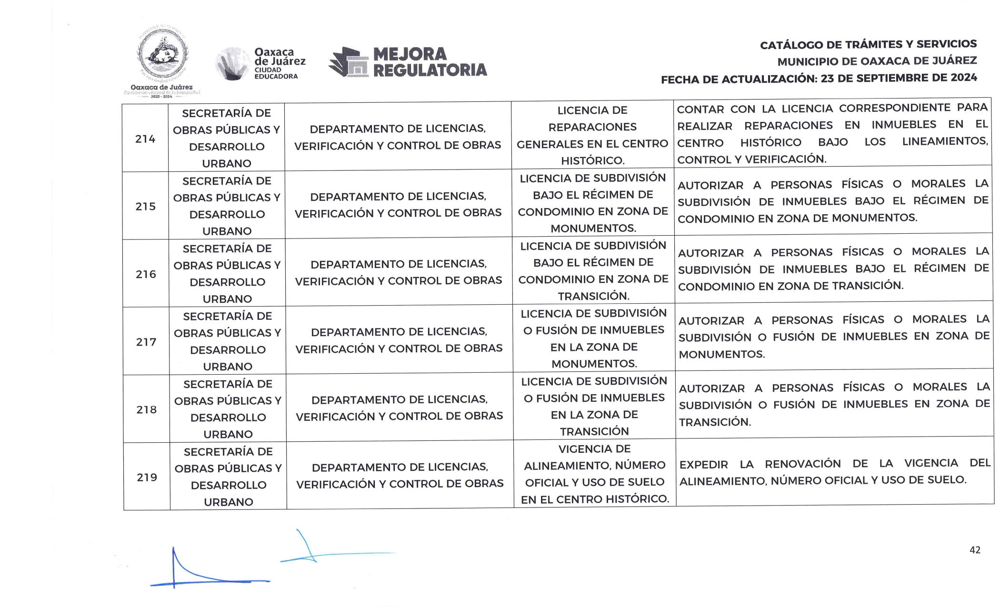 Por una ciudad educadora
Oaxaca de Juárez
Patrimonio cultural de la humanidad
2022 - 2024
Oaxaca
de Juárez
CIUDAD
EDUCADORA
MEJORA
REGULATORIA
CATÁLOGO DE TRÁMITES Y SERVICIOS
MUNICIPIO DE OAXACA DE JUÁREZ
FECHA DE ACTUALIZACIÓN: 23 DE SEPTIEMBRE DE 2024
214
SECRETARÍA DE
OBRAS PÚBLICAS Y
DESARROLLO
URBANO
DEPARTAMENTO DE LICENCIAS,
VERIFICACIÓN Y CONTROL DE OBRAS
LICENCIA DE
REPARACIONES
GENERALES EN EL CENTRO
HISTÓRICO.
CONTAR CON LA LICENCIA CORRESPONDIENTE PARA
REALIZAR REPARACIONES EN INMUEBLES EN EL
CENTRO HISTÓRICO BAJO LOS LINEAMIENTOS,
CONTROL Y VERIFICACIÓN.
215
SECRETARÍA DE
OBRAS PÚBLICAS Y
DESARROLLO
URBANO
DEPARTAMENTO DE LICENCIAS,
VERIFICACIÓN Y CONTROL DE OBRAS
LICENCIA DE SUBDIVISIÓN
BAJO EL RÉGIMEN DE
CONDOMINIO EN ZONA DE
MONUMENTOS.
AUTORIZAR A PERSONAS FÍSICAS O MORALES LA
SUBDIVISIÓN DE INMUEBLES BAJO EL RÉGIMEN DE
CONDOMINIO EN ZONA DE MONUMENTOS.
216
SECRETARÍA DE
OBRAS PÚBLICAS Y
DESARROLLO
URBANO
DEPARTAMENTO DE LICENCIAS,
VERIFICACIÓN Y CONTROL DE OBRAS
LICENCIA DE SUBDIVISIÓN
BAJO EL RÉGIMEN DE
CONDOMINIO EN ZONA DE
TRANSICIÓN.
AUTORIZAR A PERSONAS FÍSICAS O MORALES LA
SUBDIVISIÓN DE INMUEBLES BAJO EL RÉGIMEN DE
CONDOMINIO EN ZONA DE TRANSICIÓN.
217
SECRETARÍA DE
OBRAS PÚBLICAS Y
DESARROLLO
URBANO
DEPARTAMENTO DE LICENCIAS,
VERIFICACIÓN Y CONTROL DE OBRAS
LICENCIA DE SUBDIVISIÓN
O FUSIÓN DE INMUEBLES
EN LA ZONA DE
MONUMENTOS.
AUTORIZAR A PERSONAS FÍSICAS O MORALES LA
SUBDIVISIÓN O FUSIÓN DE INMUEBLES EN ZONA DE
MONUMENTOS.
218
SECRETARÍA DE
OBRAS PÚBLICAS Y
DESARROLLO
URBANO
DEPARTAMENTO DE LICENCIAS,
VERIFICACIÓN Y CONTROL DE OBRAS
LICENCIA DE SUBDIVISIÓN
O FUSIÓN DE INMUEBLES
EN LA ZONA DE
TRANSICIÓN
AUTORIZAR A PERSONAS FÍSICAS O MORALES LA
SUBDIVISIÓN O FUSIÓN DE INMUEBLES EN ZONA DE
TRANSICIÓN.
219
SECRETARÍA DE
OBRAS PÚBLICAS Y
DESARROLLO
URBANO
DEPARTAMENTO DE LICENCIAS,
VERIFICACIÓN Y CONTROL DE OBRAS
VIGENCIA DE
ALINEAMIENTO, NÚMERO
OFICIAL Y USO DE SUELO
EN EL CENTRO HISTÓRICO.
EXPEDIR LA RENOVACIÓN DE LA VIGENCIA DEL
ALINEAMIENTO, NÚMERO OFICIAL Y USO DE SUELO.
42